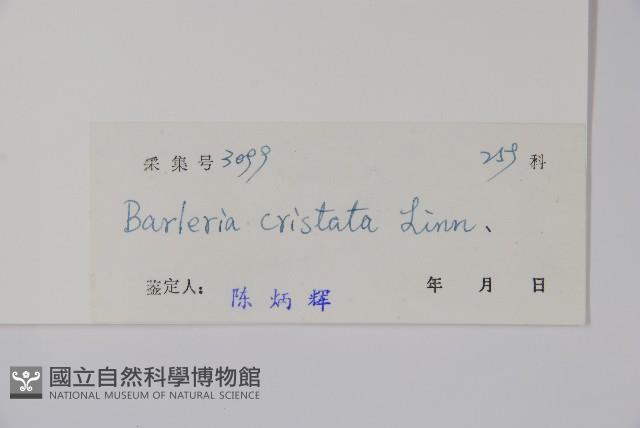 采集号 3099 259 科
Barleria cristata Linn、
鉴定人： 陈炳辉 年 月 日
國立自然科學博物館
NATIONAL MUSEUM OF NATURAL SCIENCE